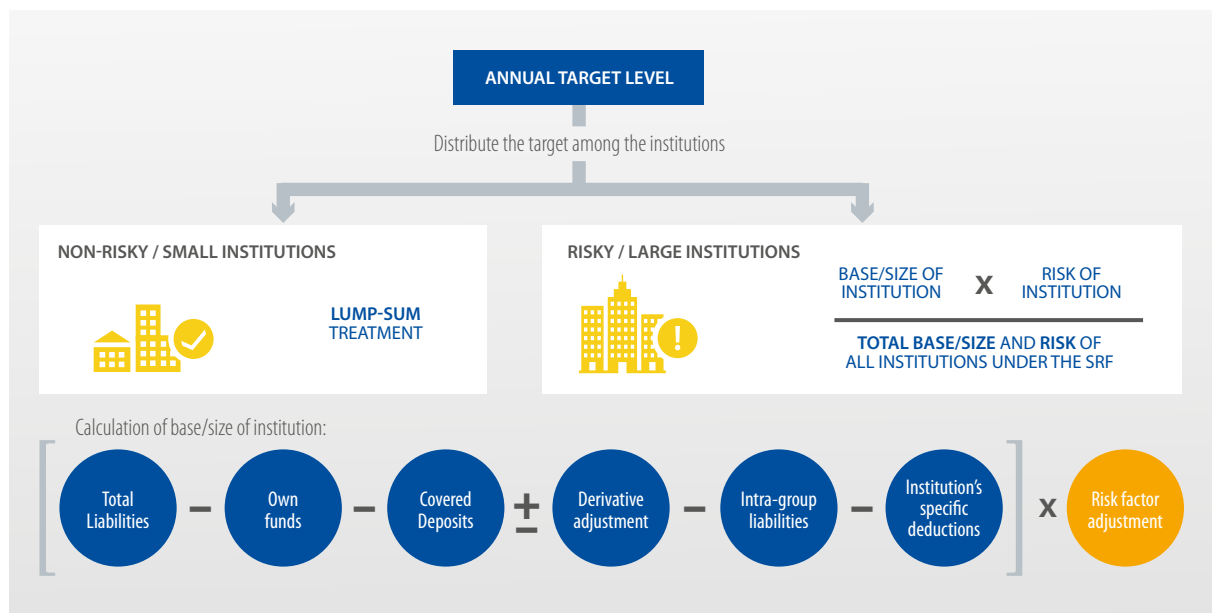 ANNUAL TARGET LEVEL
Distribute the target among the institutions
NON-RISKY / SMALL INSTITUTIONS
LUMP-SUM
TREATMENT
RISKY / LARGE INSTITUTIONS
BASE/SIZE OF
INSTITUTION
X
RISK OF
INSTITUTION
TOTAL BASE/SIZE AND RISK OF
ALL INSTITUTIONS UNDER THE SRF
Calculation of base/size of institution:
[
Total
Liabilities
–
Own
funds
–
Covered
Deposits
±
Derivative
adjustment
–
Intra-group
liabilities
–
Institution's
specific
deductions
]
x
Risk factor
adjustment